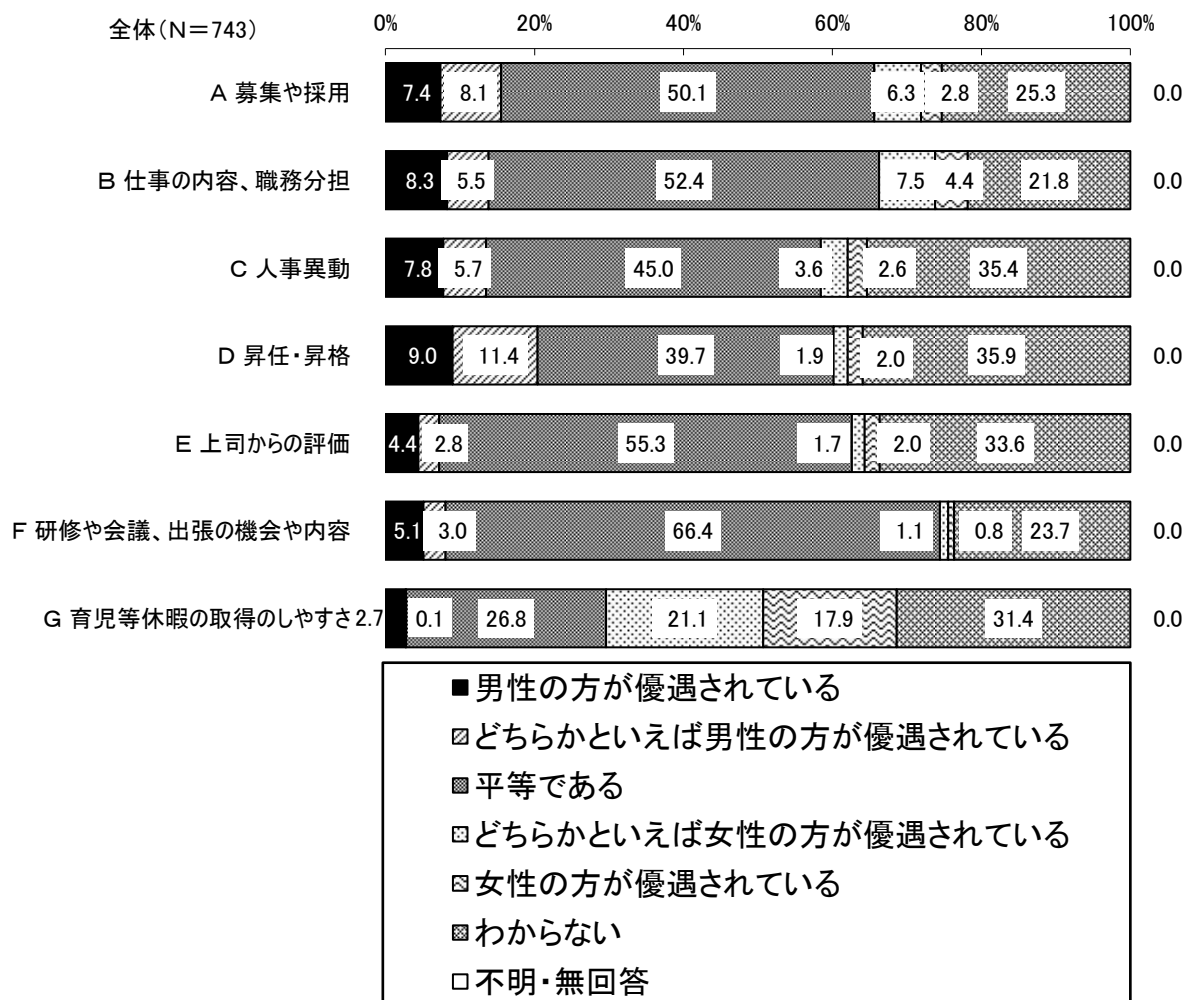 全体(N=743)
0% 20% 40% 60% 80% 100%
A 募集や採用 7.4 8.1 50.1 6.3 2.8 25.3 0.0
B 仕事の内容、職務分担 8.3 5.5 52.4 7.5 4.4 21.8 0.0
C 人事異動 7.8 5.7 45.0 3.6 2.6 35.4 0.0
D 昇任・昇格 9.0 11.4 39.7 1.9 2.0 35.9 0.0
E 上司からの評価 4.4 2.8 55.3 1.7 2.0 33.6 0.0
F 研修や会議、出張の機会や内容 5.1 3.0 66.4 1.1 0.8 23.7 0.0
G 育児等休暇の取得のしやすさ 2.7 0.1 26.8 21.1 17.9 31.4 0.0
男性の方が優遇されている
どちらかといえば男性の方が優遇されている
平等である
どちらかといえば女性の方が優遇されている
女性の方が優遇されている
わからない
不明・無回答